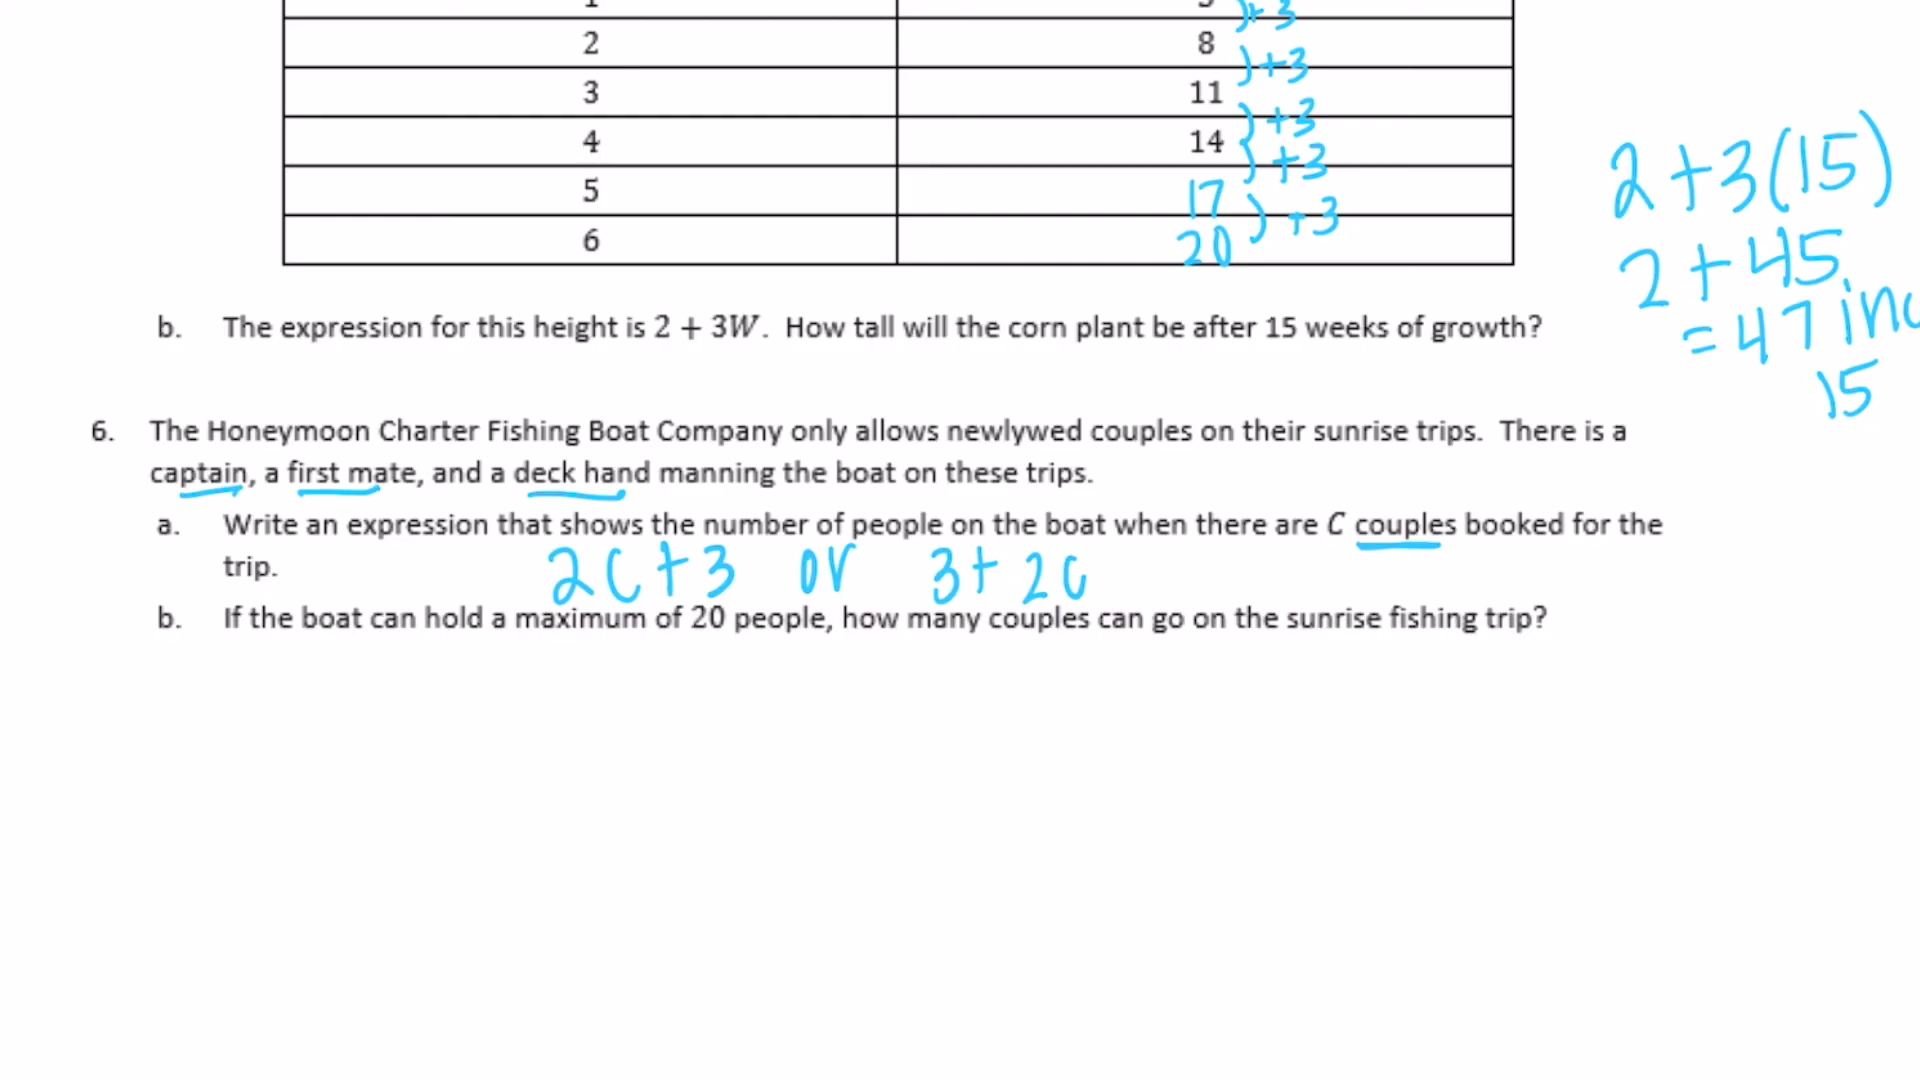 2 8 )+3
)+3
3 11
)+3
4 14
)+3
5 17
)+3
6 20
2+3(15)
2+45
=47 inc
15
b. The expression for this height is 2 + 3W. How tall will the corn plant be after 15 weeks of growth?
6. The Honeymoon Charter Fishing Boat Company only allows newlywed couples on their sunrise trips. There is a
captain, a first mate, and a deck hand manning the boat on these trips.
a. Write an expression that shows the number of people on the boat when there are C couples booked for the
trip.
2C+3 or 3+2C
b. If the boat can hold a maximum of 20 people, how many couples can go on the sunrise fishing trip?